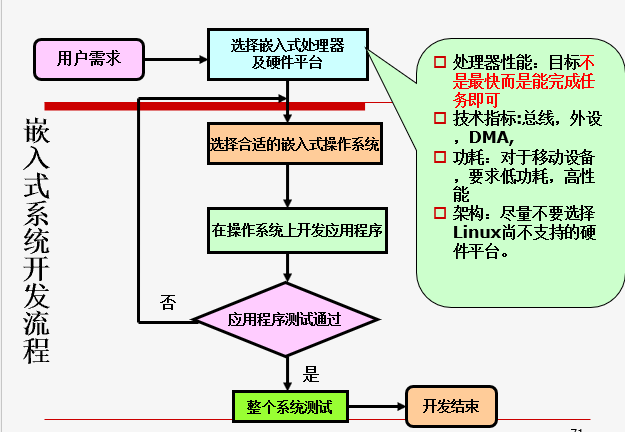 用户需求
选择嵌入式处理器
及硬件平台
处理器性能：目标不
是最快而是能完成任
务即可
技术指标:总线，外设
，DMA,
功耗：对于移动设备
，要求低功耗，高性
能
架构：尽量不要选择
Linux尚不支持的硬
件平台。
嵌入式系统开发流程
选择合适的嵌入式操作系统
在操作系统上开发应用程序
否
应用程序测试通过
是
整个系统测试
开发结束